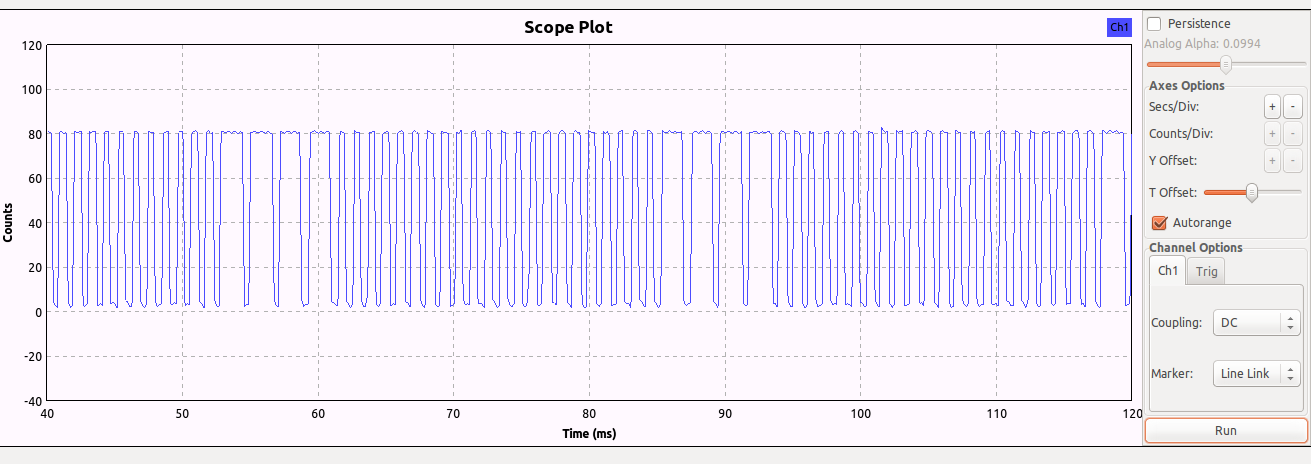 Scope Plot
Ch1
120
100
80
60
40
20
0
-20
-40
Counts
40 50 60 70 80 90 100 110 120
Time (ms)
Persistence
Analog Alpha: 0.0994
Axes Options
Secs/Div: + -
Counts/Div: + -
Y Offset: + -
T Offset:
Autorange
Channel Options
Ch1 Trig
Coupling: DC
Marker: Line Link
Run